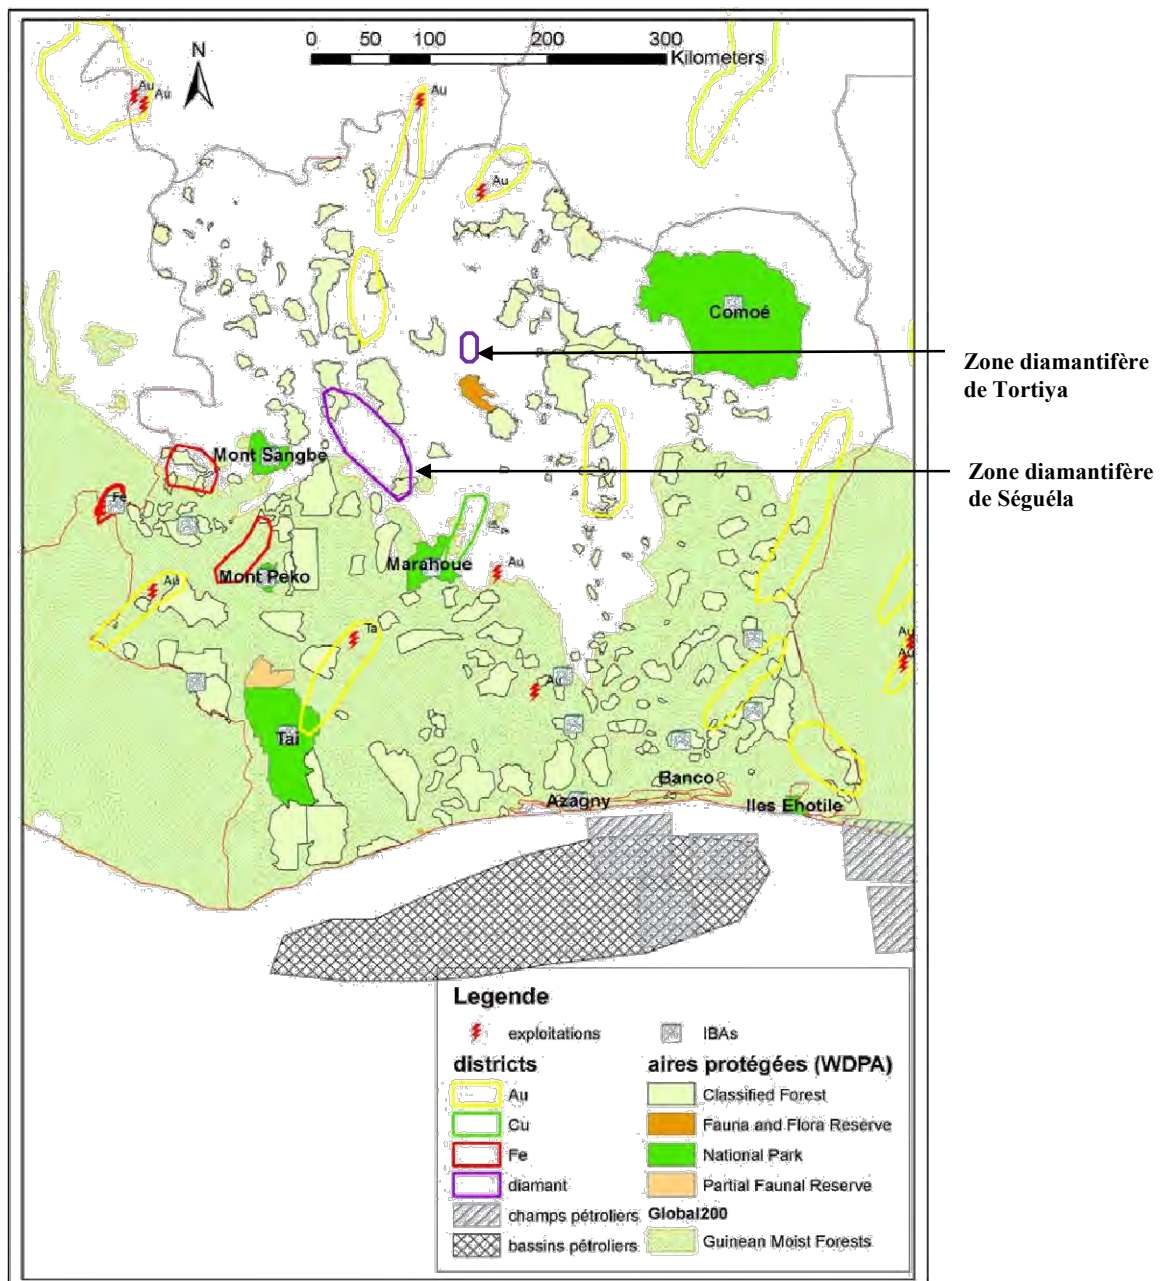 N
0 50 100 200 300
Kilometers
Au
Au
Au
Au
Comoé
Zone diamantifère
de Tortiya
Mont Sangbe
Zone diamantifère
de Séguéla
Fe
Marahoue
Au
Mont Peko
Au
Ta
Au
Au
Au
Tai
Banco
Azagny
Iles Ehotile
Legende
exploitations
IBAs
districts
aires protégées (WDPA)
Au
Classified Forest
Cu
Fauna and Flora Reserve
Fe
National Park
diamant
Partial Faunal Reserve
champs pétroliers
Global200
bassins pétroliers
Guinean Moist Forests